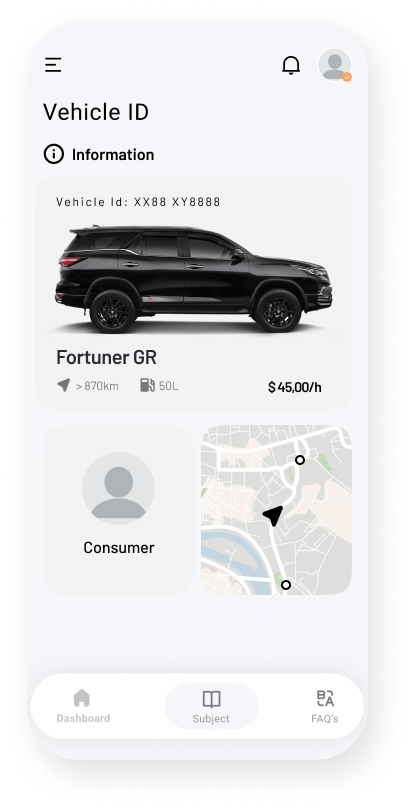 Vehicle ID
Information
Vehicle Id: XX88 XY8888
Fortuner GR
> 870km
50L
$ 45,00/h
Consumer
Dashboard
Subject
FAQ's